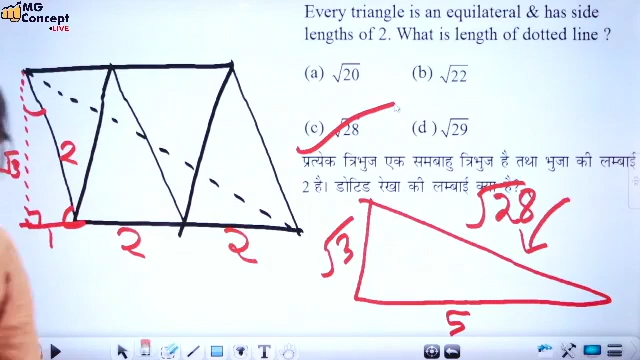 MG
Concept
LIVE
Every triangle is an equilateral & has side
lengths of 2. What is length of dotted line ?
(a) √20 (b) √22
(c) √28 (d) √29
प्रत्येक त्रिभुज एक समबाहु त्रिभुज है तथा भुजा की लम्बाई
2 है। डोटिड रेखा की लम्बाई क्या है?
√3
2
1
2
2
√28
√3
5
T